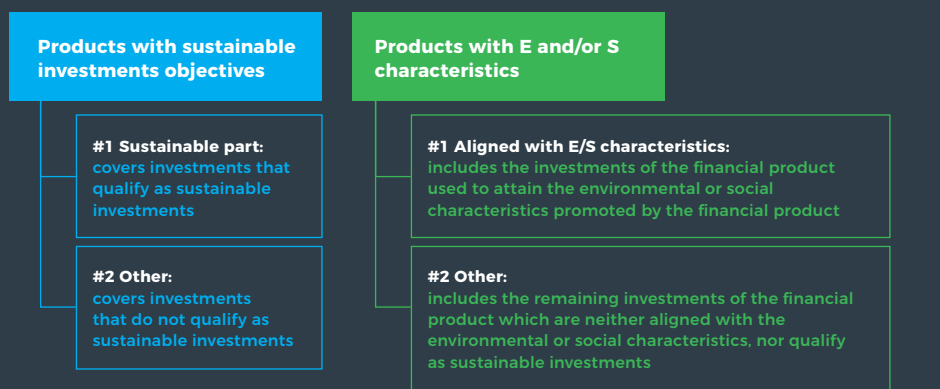 Products with sustainable
investments objectives
#1 Sustainable part:
covers investments that
qualify as sustainable
investments
#2 Other:
covers investments
that do not qualify as
sustainable investments
Products with E and/or S
characteristics
#1 Aligned with E/S characteristics:
includes the investments of the financial product
used to attain the environmental or social
characteristics promoted by the financial product
#2 Other:
includes the remaining investments of the financial
product which are neither aligned with the
environmental or social characteristics, nor qualify
as sustainable investments